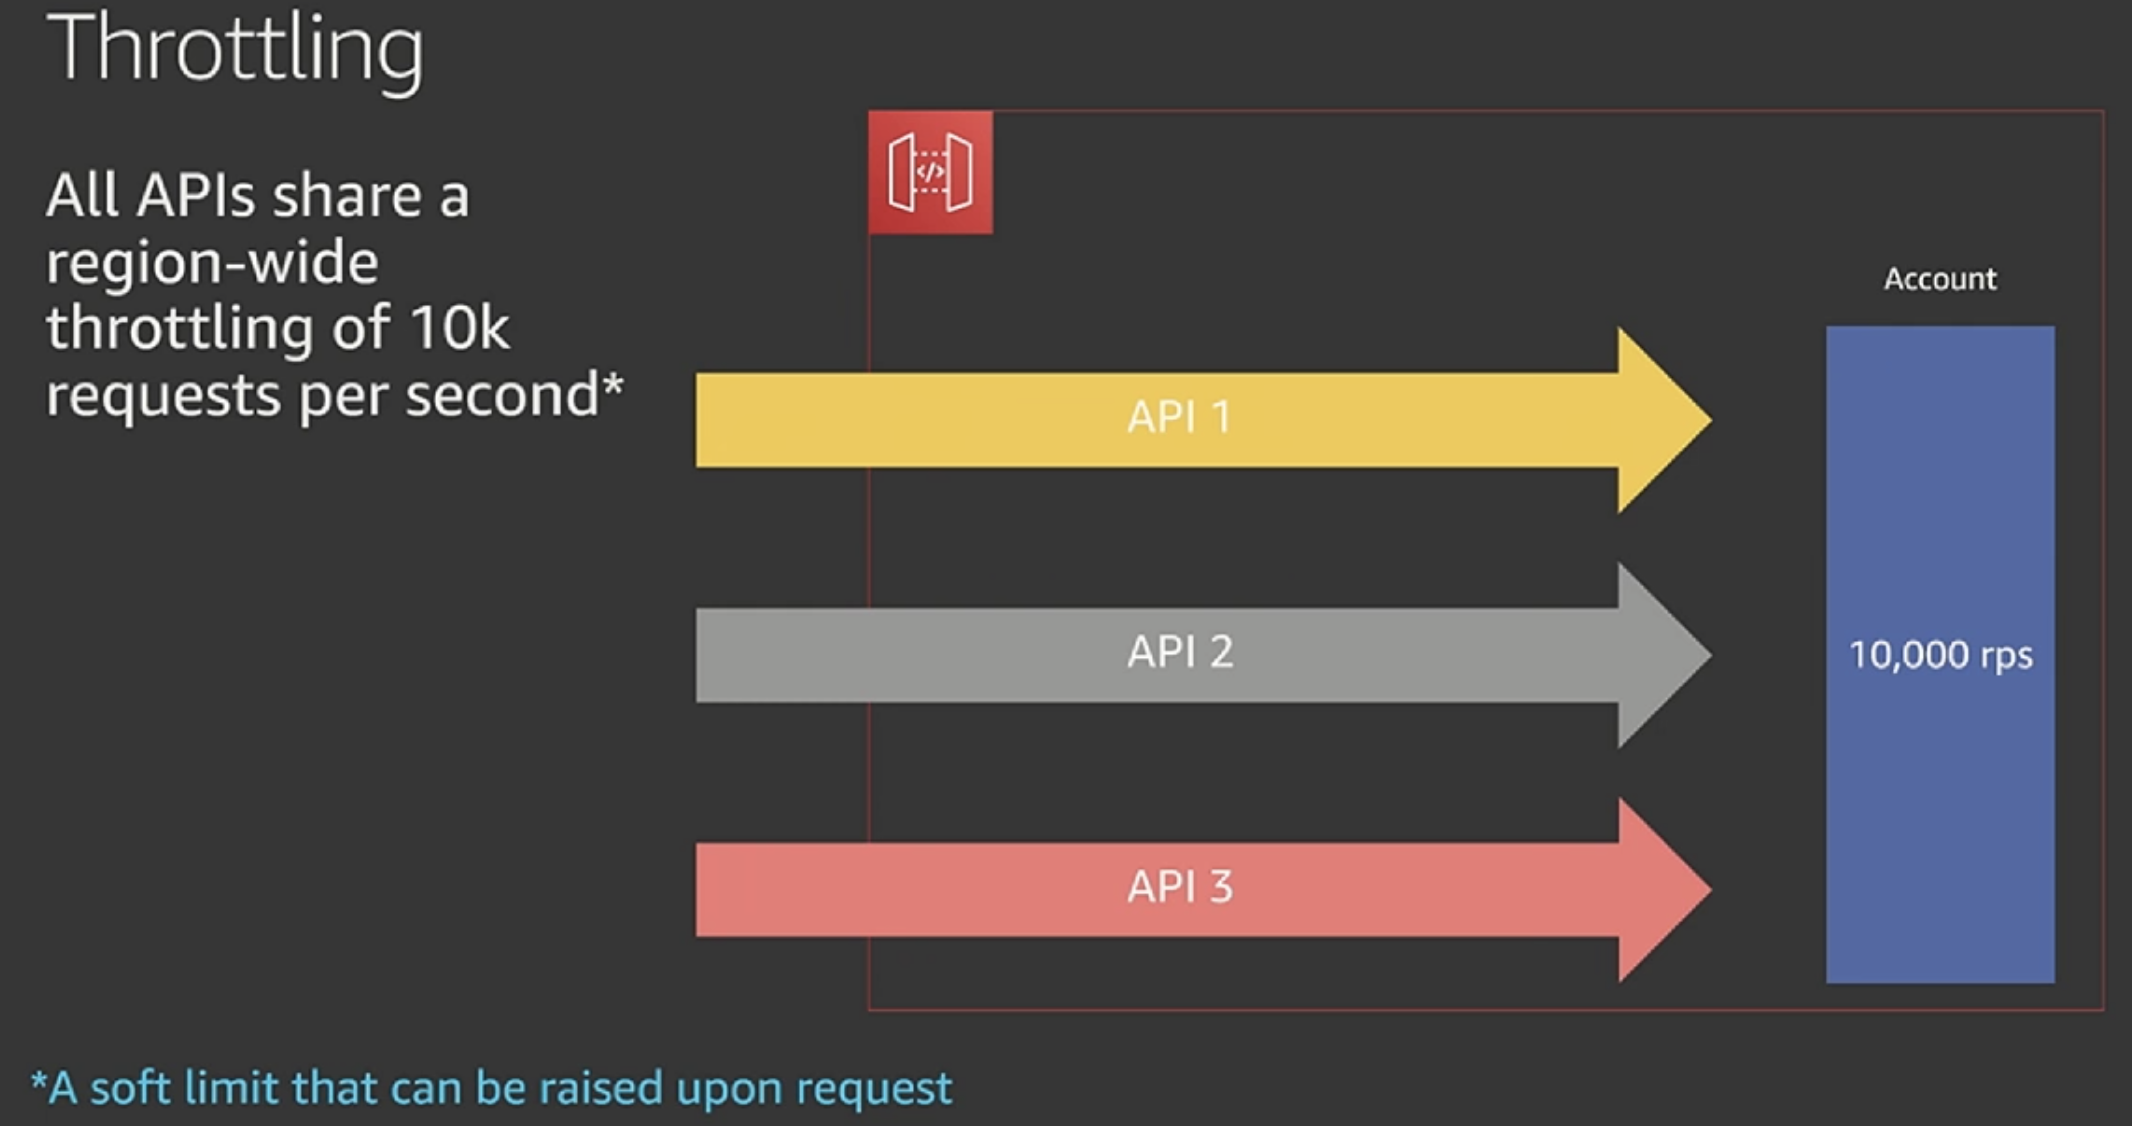 Throttling
All APIs share a
region-wide
throttling of 10k
requests per second*
</>
Account
API 1
API 2
10,000 rps
API 3
*A soft limit that can be raised upon request